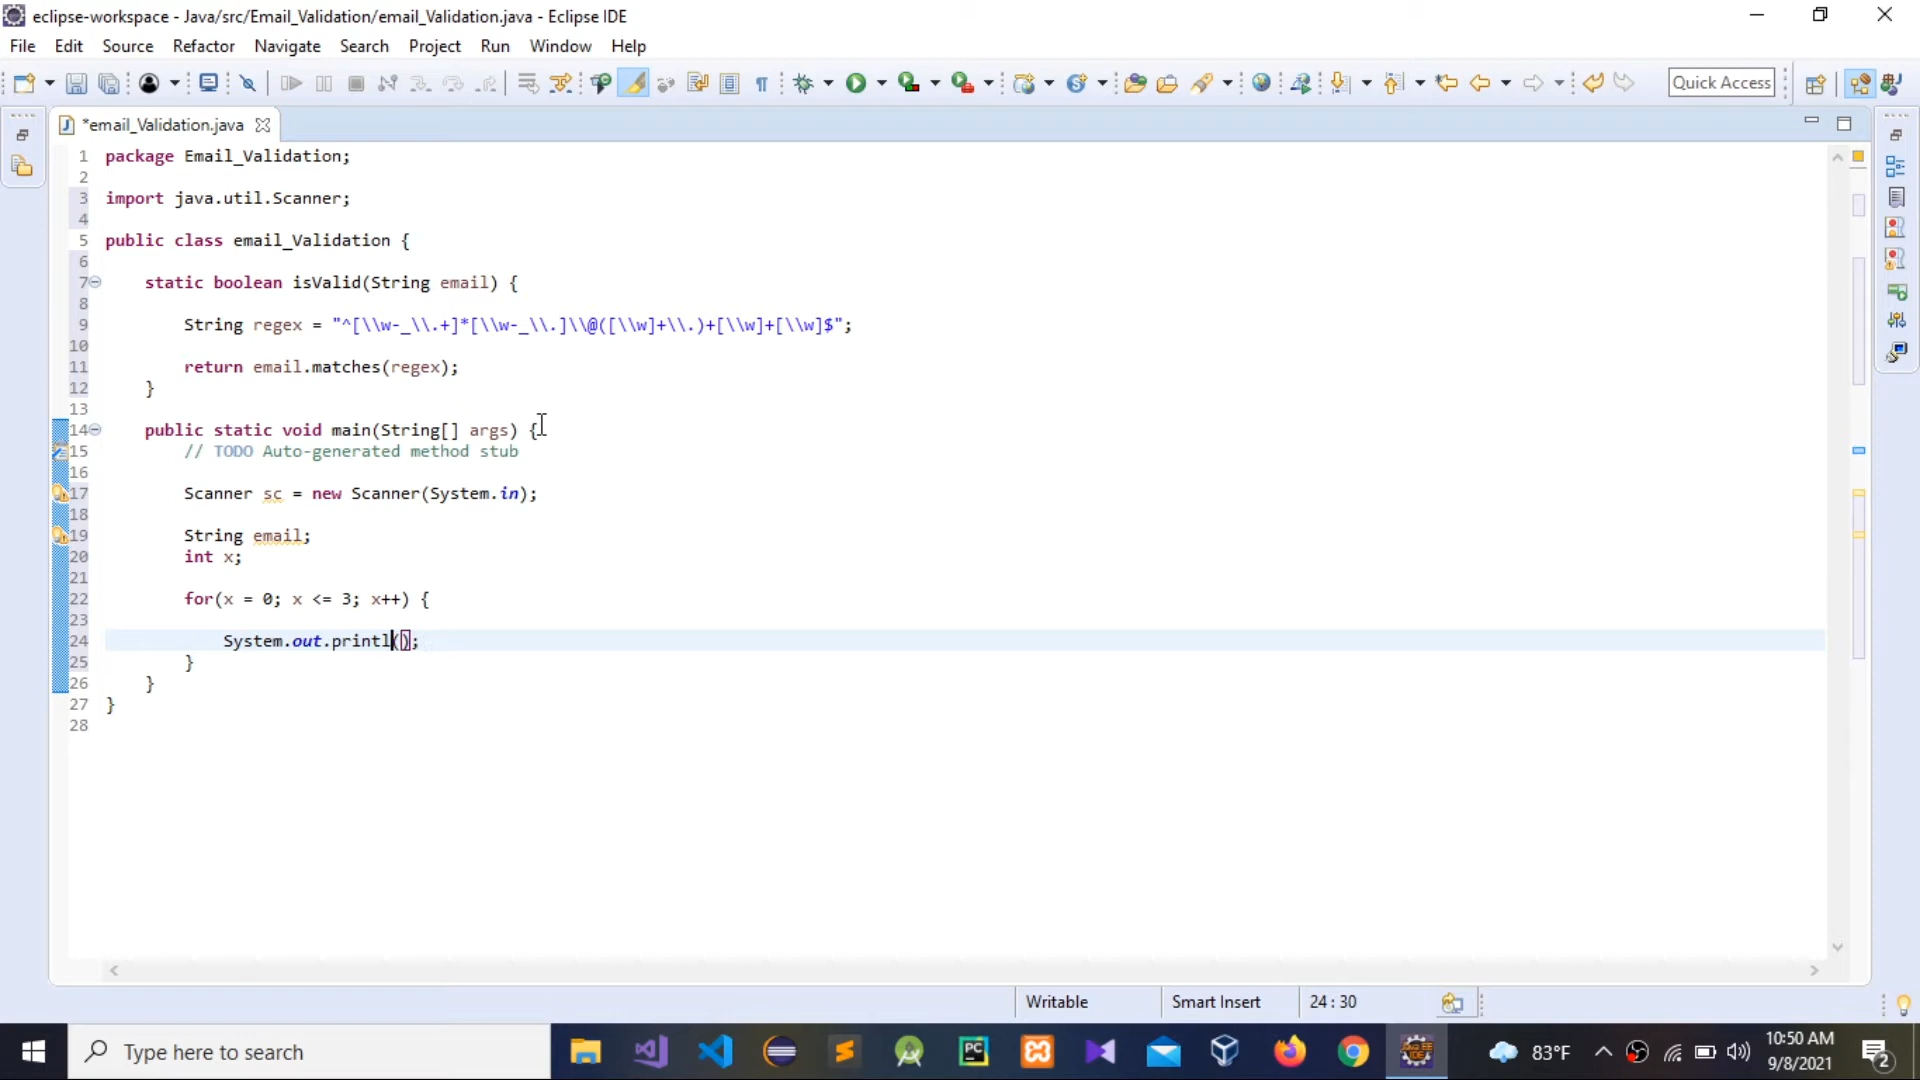 eclipse-workspace - Java/src/Email_Validation/email_Validation.java - Eclipse IDE
File Edit Source Refactor Navigate Search Project Run Window Help
Quick Access
*email_Validation.java
1 package Email_Validation;
2
3 import java.util.Scanner;
4
5 public class email_Validation {
6
7 static boolean isValid(String email) {
8
9 String regex = "^[\\w-_\\.+]*[\\w-_\\.]\\@([\\w]+\\.)+[\\w]+[\\w]$";
10
11 return email.matches(regex);
12 }
13
14 public static void main(String[] args) {
15 // TODO Auto-generated method stub
16
17 Scanner sc = new Scanner(System.in);
18
19 String email;
20 int x;
21
22 for(x = 0; x <= 3; x++) {
23
24 System.out.printl();
25 }
26 }
27 }
28
Writable Smart Insert 24 : 30
Type here to search
PC
83°F
10:50 AM
9/8/2021
2